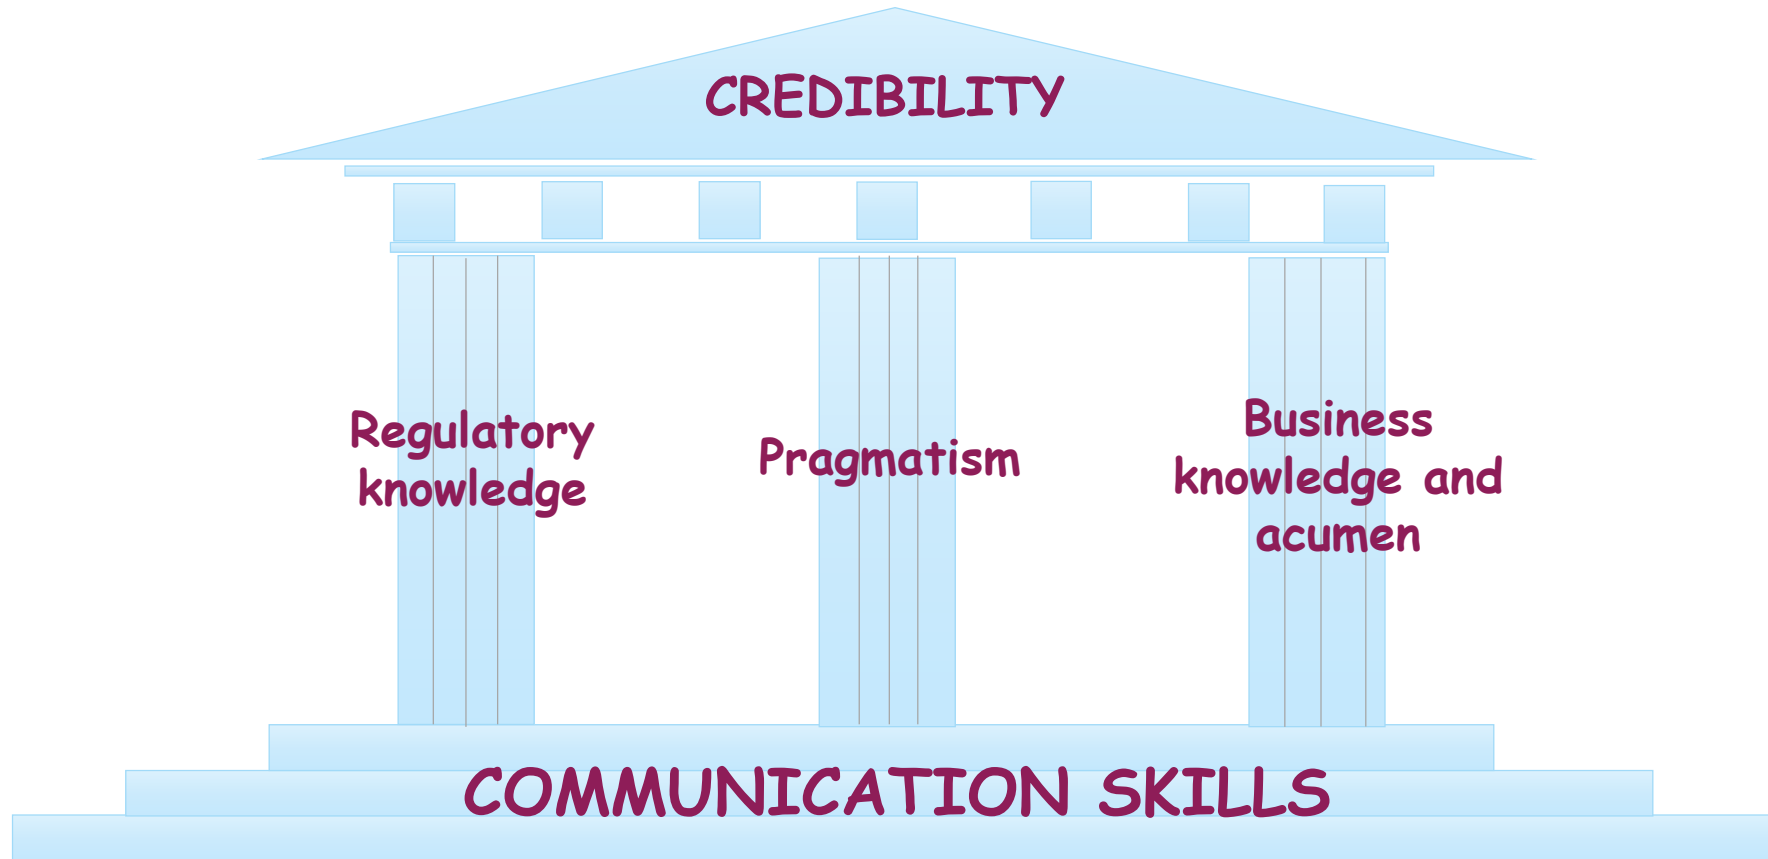 CREDIBILITY
Regulatory
knowledge
Pragmatism
Business
knowledge and
acumen
COMMUNICATION SKILLS